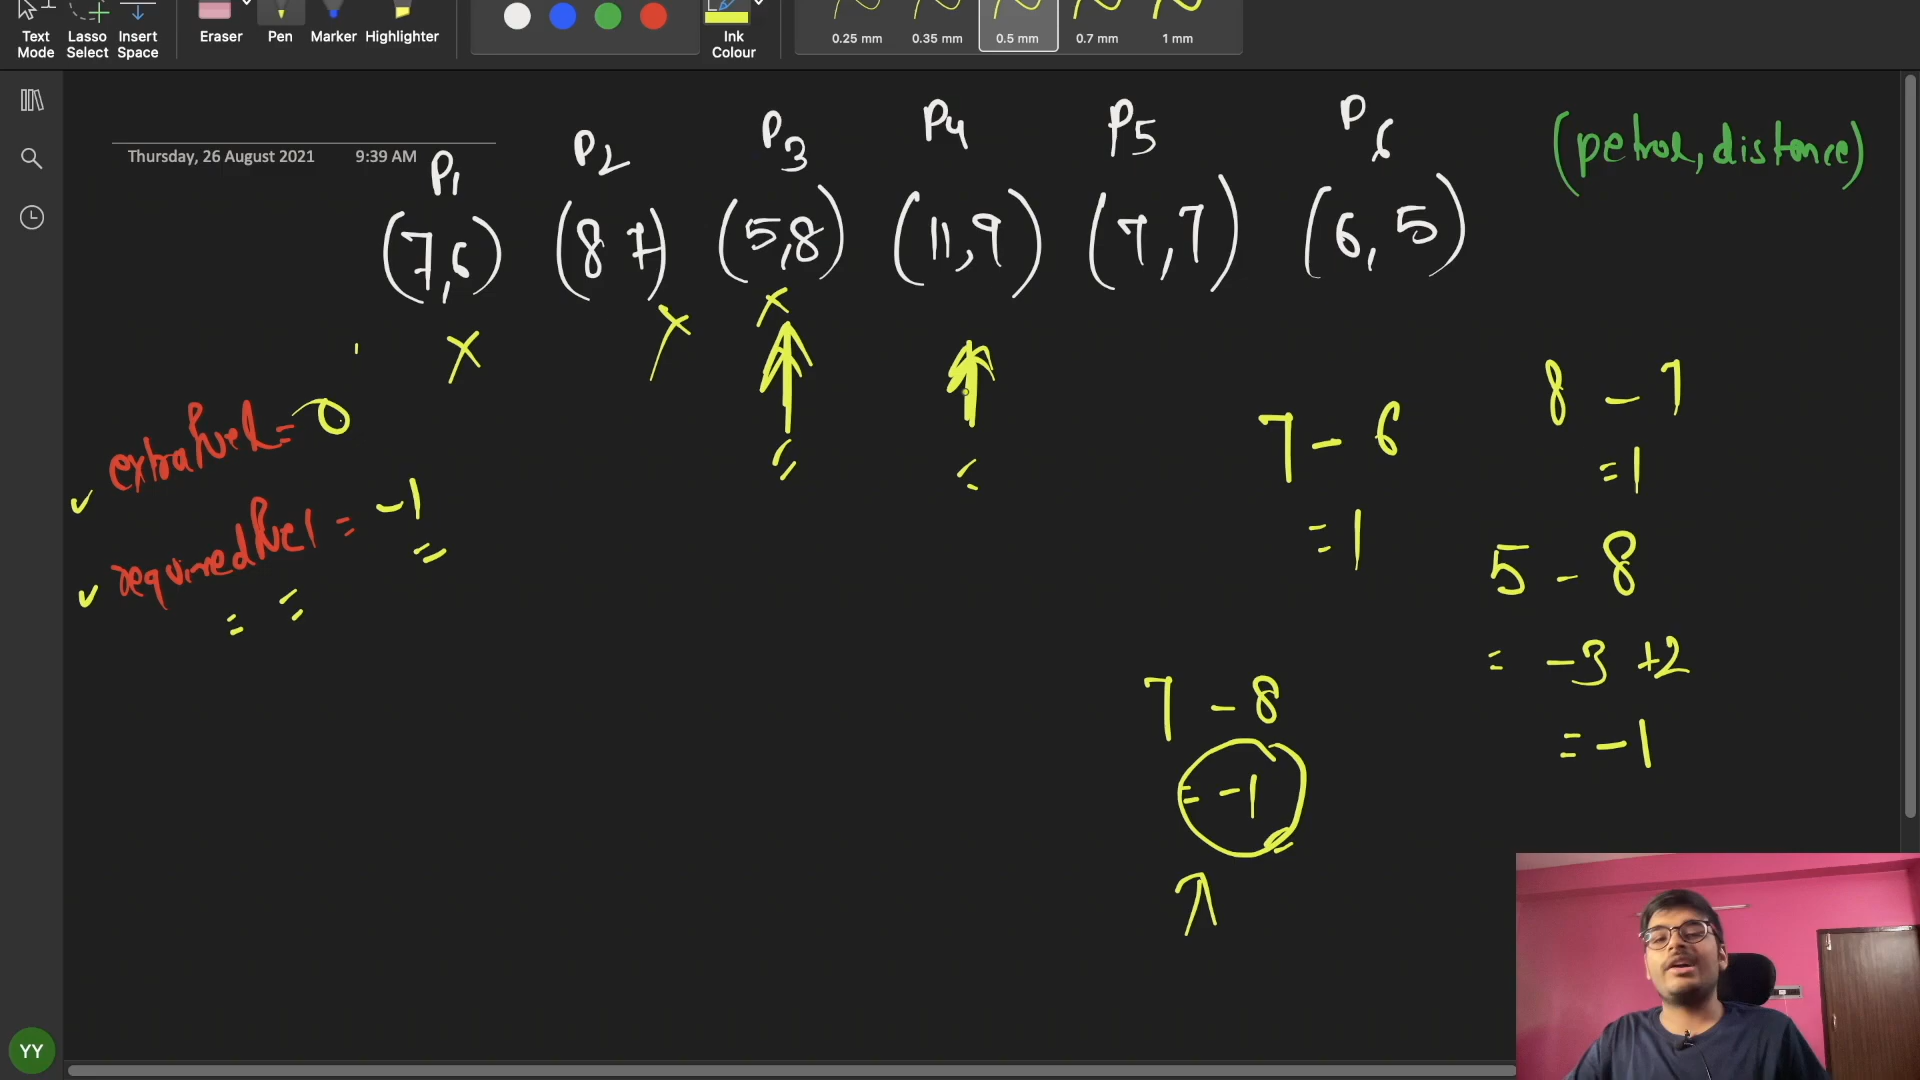 Text Mode
Lasso Select
Insert Space
Eraser
Pen
Marker
Highlighter
Ink Colour
0.25 mm
0.35 mm
0.5 mm
0.7 mm
1 mm
Thursday, 26 August 2021 9:39 AM
P1 P2 P3 P4 P5 P6
(petrol, distance)
(7,6) (8 7) (5,8) (11,9) (7,7) (6,5)
x x x
extrafuel = 0
requiredfuel = -1
7 - 6
= 1
8 - 7
= 1
5 - 8
= -3 +2
= -1
7 - 8
= -1
YY